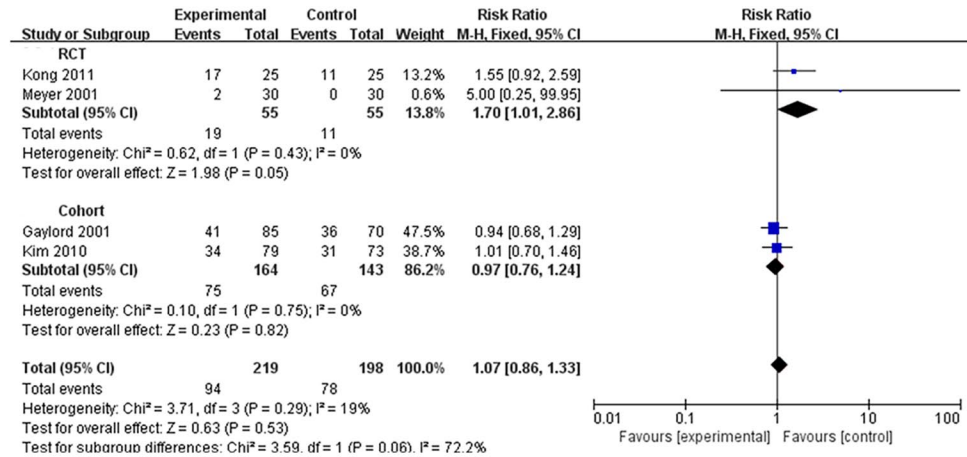 Experimental Control Risk Ratio Risk Ratio
Study or Subgroup Events Total Events Total Weight M-H, Fixed, 95% CI M-H, Fixed, 95% CI
RCT
Kong 2011 17 25 11 25 13.2% 1.55 [0.92, 2.59]
Meyer 2001 2 30 0 30 0.6% 5.00 [0.25, 99.95]
Subtotal (95% CI) 55 55 13.8% 1.70 [1.01, 2.86]
Total events 19 11
Heterogeneity: Chi² = 0.62, df = 1 (P = 0.43); I² = 0%
Test for overall effect: Z = 1.98 (P = 0.05)
Cohort
Gaylord 2001 41 85 36 70 47.5% 0.94 [0.68, 1.29]
Kim 2010 34 79 31 73 38.7% 1.01 [0.70, 1.46]
Subtotal (95% CI) 164 143 86.2% 0.97 [0.76, 1.24]
Total events 75 67
Heterogeneity: Chi² = 0.10, df = 1 (P = 0.75); I² = 0%
Test for overall effect: Z = 0.23 (P = 0.82)
Total (95% CI) 219 198 100.0% 1.07 [0.86, 1.33]
Total events 94 78
Heterogeneity: Chi² = 3.71, df = 3 (P = 0.29); I² = 19%
Test for overall effect: Z = 0.63 (P = 0.53)
Test for subgroup differences: Chi² = 3.59, df = 1 (P = 0.06), I² = 72.2%
0.01 0.1 1 10 100
Favours [experimental] Favours [control]